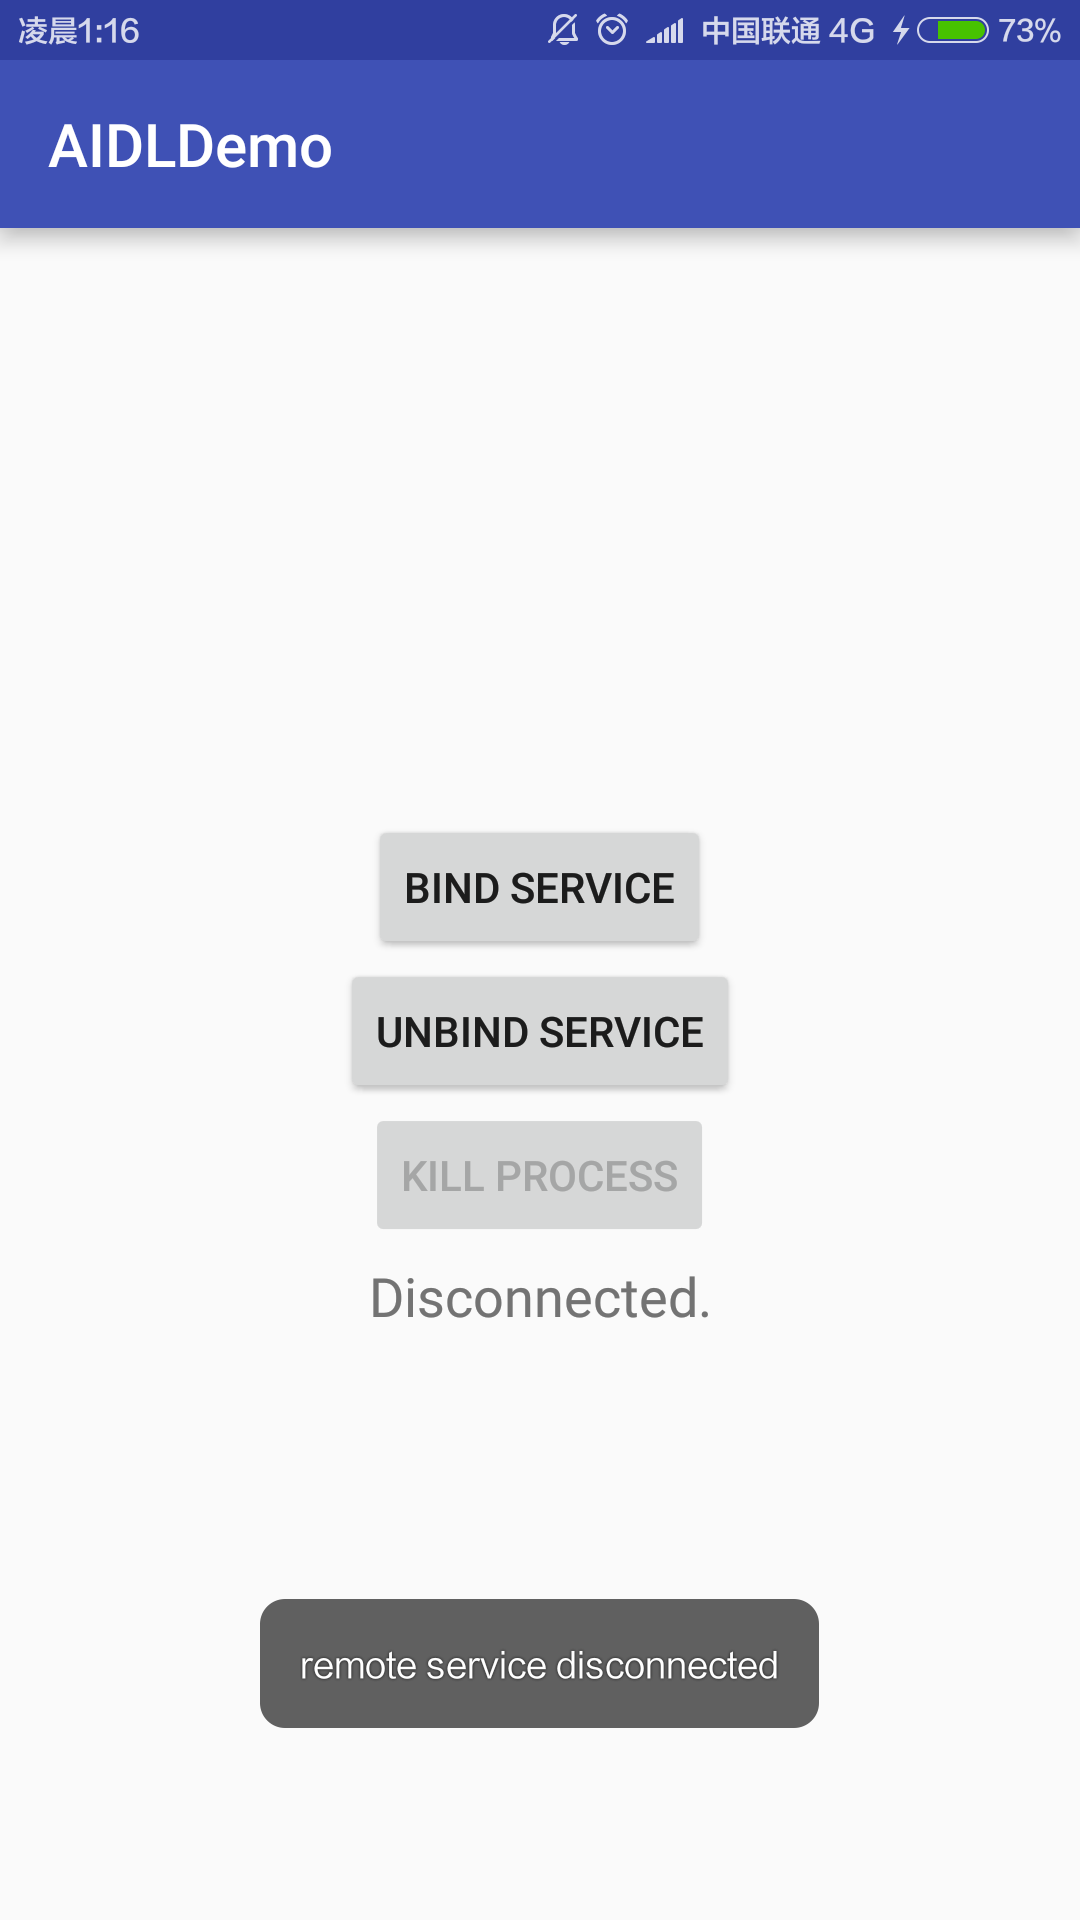 凌晨1:16 中国联通 4G 73%
AIDLDemo
BIND SERVICE
UNBIND SERVICE
KILL PROCESS
Disconnected.
remote service disconnected